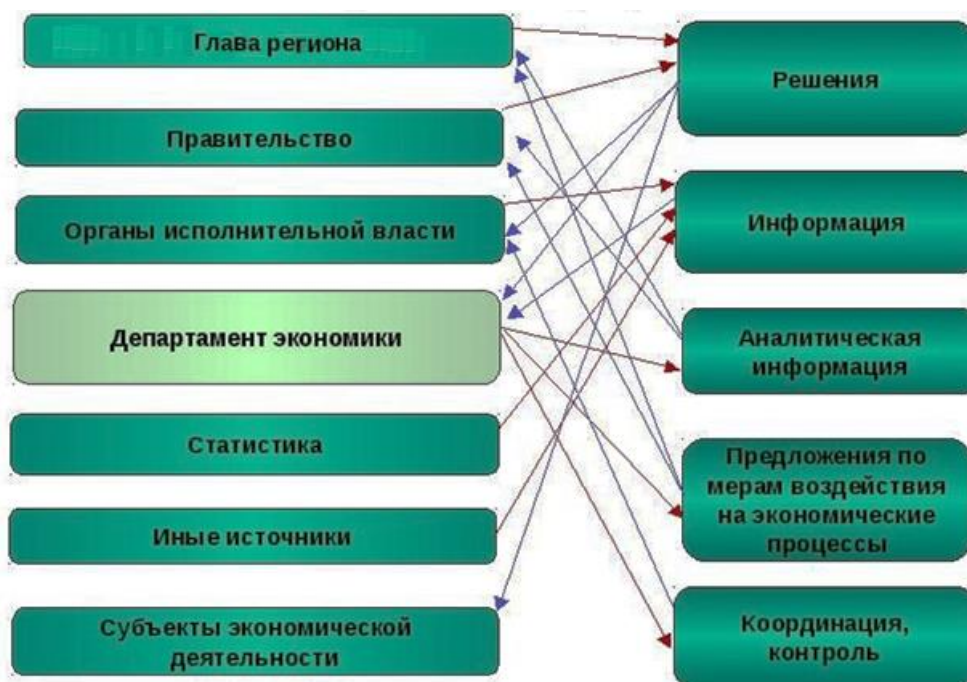 Глава региона
Правительство
Органы исполнительной власти
Департамент экономики
Статистика
Иные источники
Субъекты экономической
деятельности
Решения
Информация
Аналитическая
информация
Предложения по
мерам воздействия
на экономические
процессы
Координация,
контроль